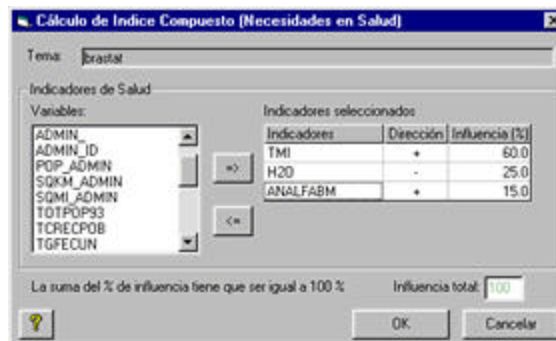 Cálculo de Indice Compuesto (Necesidades en Salud)
Tema: brastat
Indicadores de Salud
Variables:
ADMIN_
ADMIN_ID
POP_ADMIN
SQKM_ADMIN
SQMI_ADMIN
TOTPOP93
TCRECPOB
TGFECUN
=>
<=
Indicadores seleccionados
Indicadores Dirección Influencia (%)
TMI + 60.0
H2O - 25.0
ANALFABM + 15.0
La suma del % de influencia tiene que ser igual a 100 % Influencia total: 100
? OK Cancelar